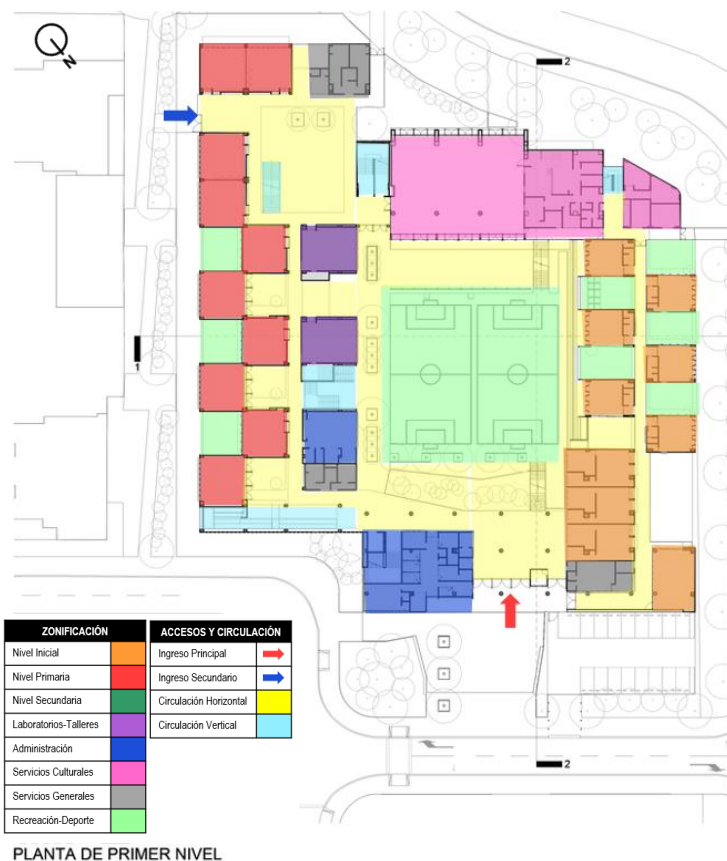 N
2
1
ZONIFICACIÓN
Nivel Inicial
Nivel Primaria
Nivel Secundaria
Laboratorios-Talleres
Administración
Servicios Culturales
Servicios Generales
Recreación-Deporte
ACCESOS Y CIRCULACIÓN
Ingreso Principal
Ingreso Secundario
Circulación Horizontal
Circulación Vertical
2
PLANTA DE PRIMER NIVEL